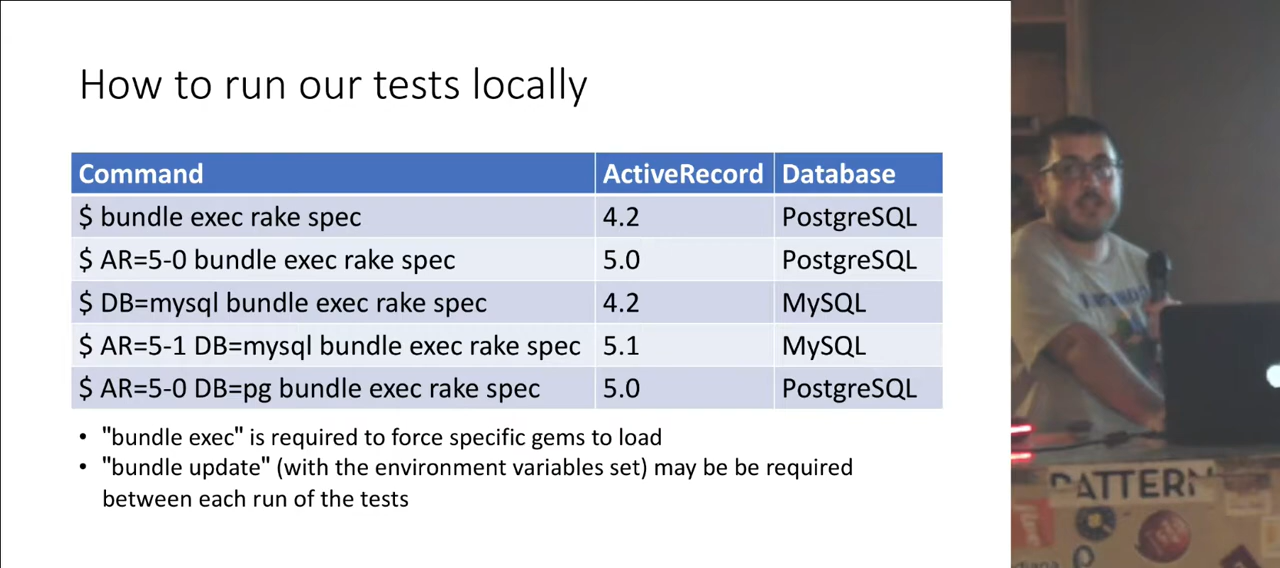 How to run our tests locally
Command ActiveRecord Database
$ bundle exec rake spec 4.2 PostgreSQL
$ AR=5-0 bundle exec rake spec 5.0 PostgreSQL
$ DB=mysql bundle exec rake spec 4.2 MySQL
$ AR=5-1 DB=mysql bundle exec rake spec 5.1 MySQL
$ AR=5-0 DB=pg bundle exec rake spec 5.0 PostgreSQL
• "bundle exec" is required to force specific gems to load
• "bundle update" (with the environment variables set) may be be required
between each run of the tests
PATTERN